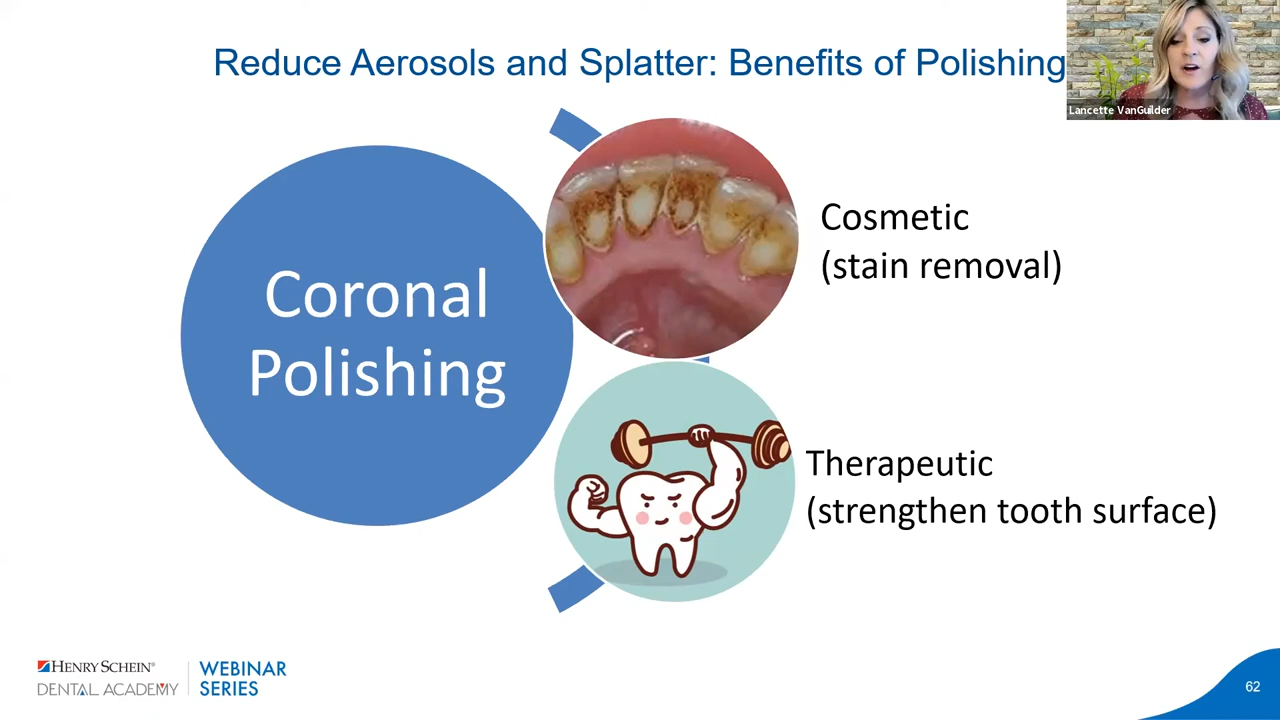 Reduce Aerosols and Splatter: Benefits of Polishing
Lancette VanGuilder
Coronal
Polishing
Cosmetic
(stain removal)
Therapeutic
(strengthen tooth surface)
HENRY SCHEIN®
DENTAL ACADEMY
WEBINAR
SERIES
62